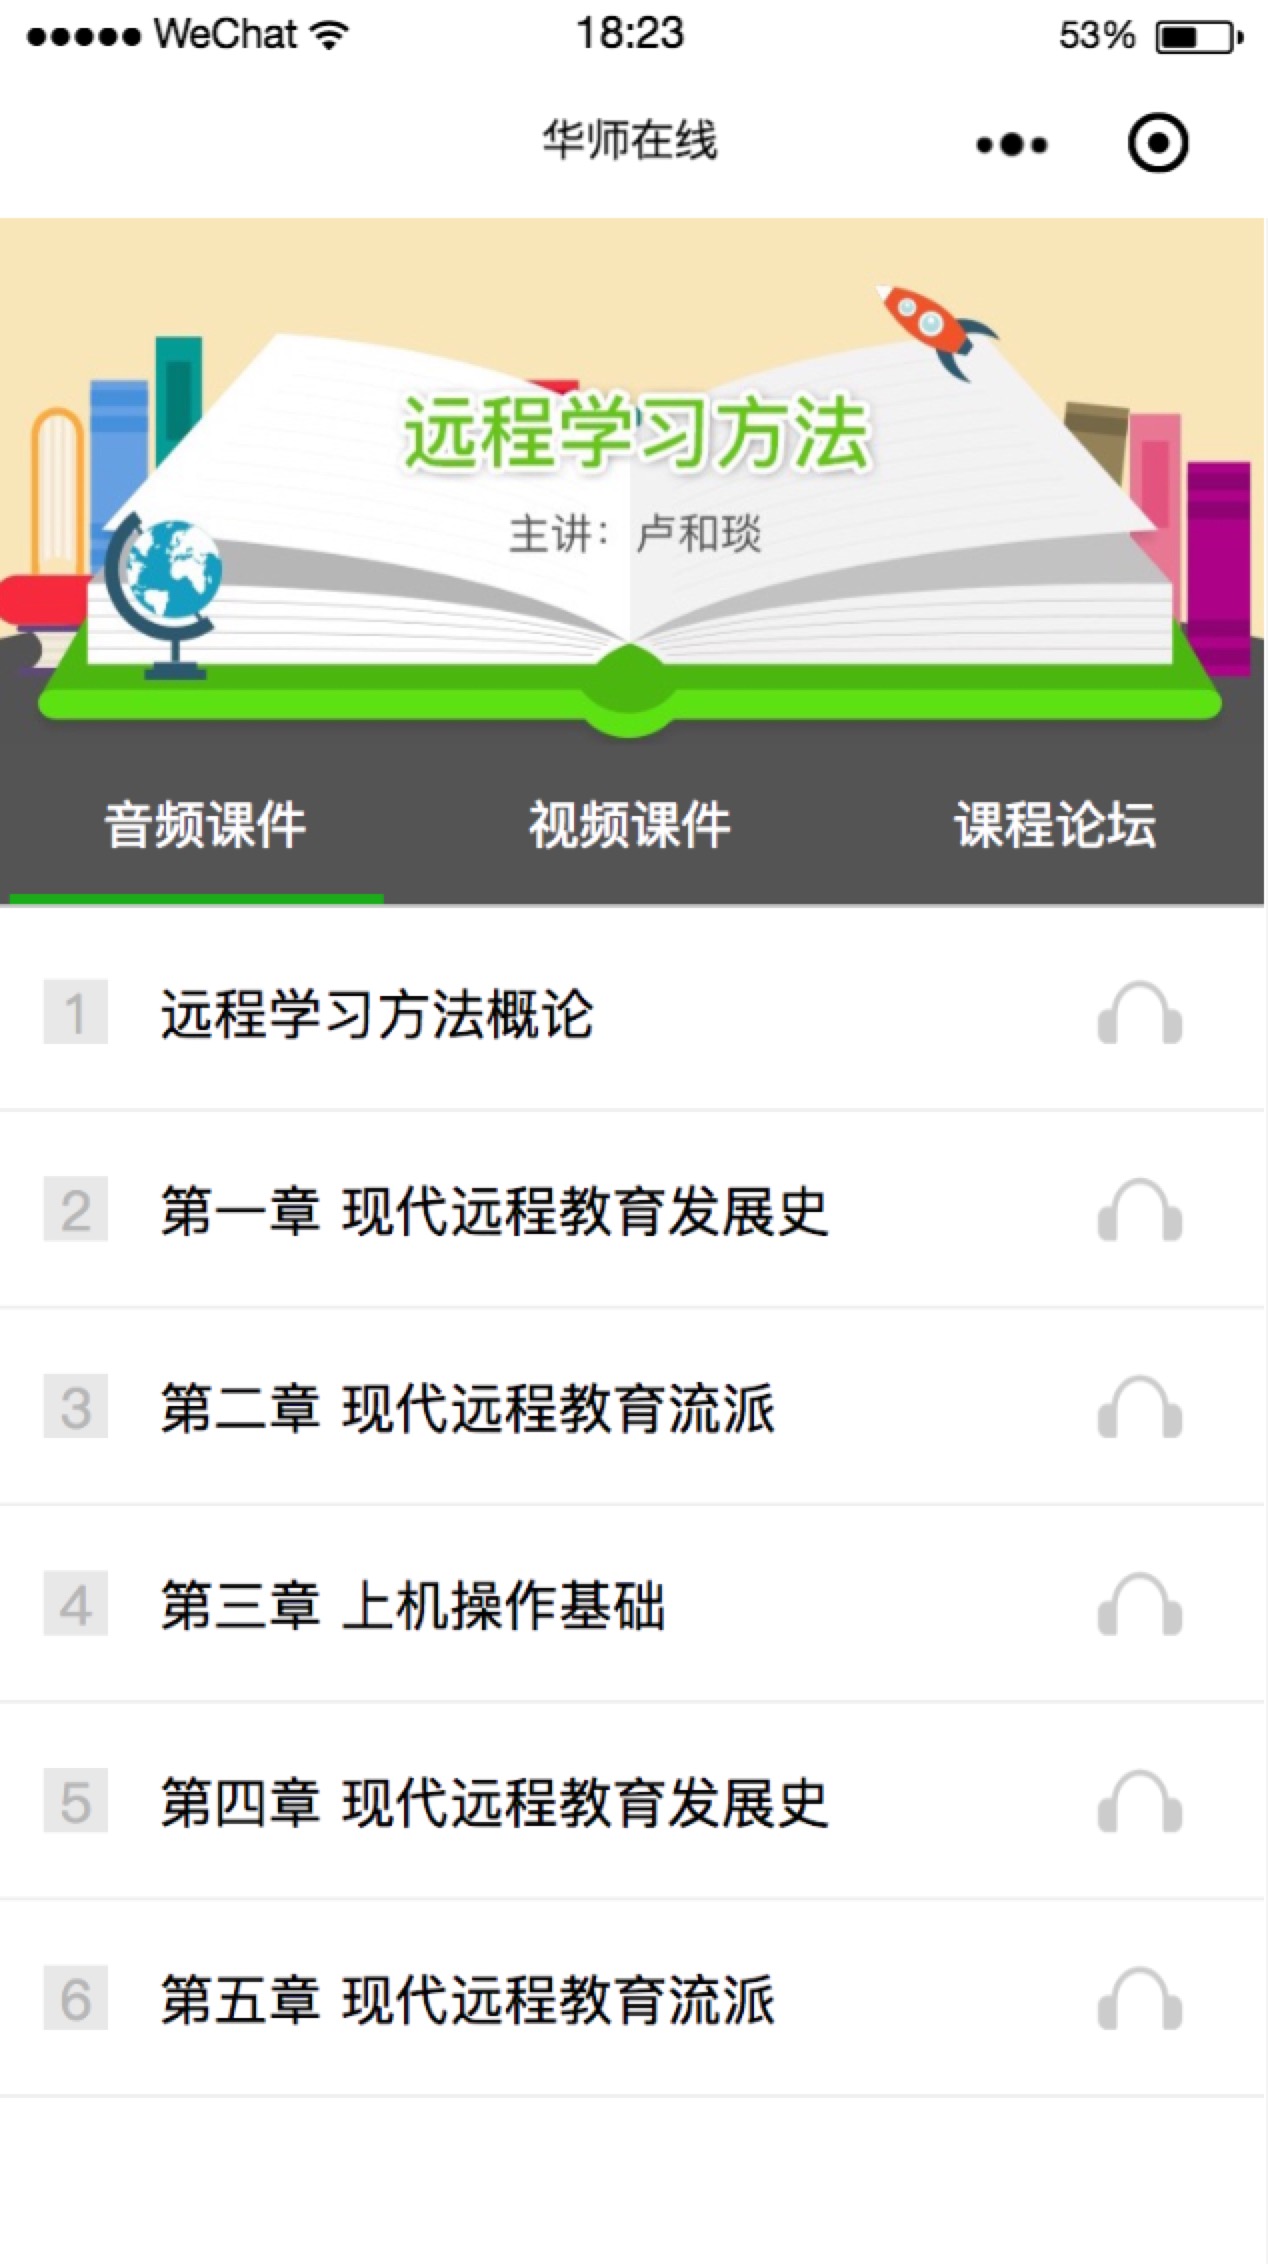 WeChat 18:23 53%
华师在线
远程学习方法
主讲：卢和琰
音频课件 视频课件 课程论坛
1 远程学习方法概论
2 第一章 现代远程教育发展史
3 第二章 现代远程教育流派
4 第三章 上机操作基础
5 第四章 现代远程教育发展史
6 第五章 现代远程教育流派